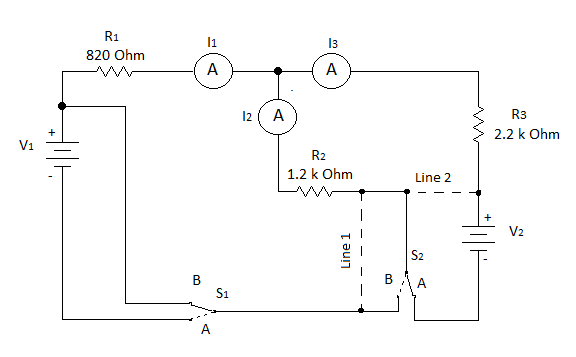 R1
820 Ohm
I1
A
I3
A
I2
A
R3
2.2 k Ohm
+
V1
-
R2
1.2 k Ohm
Line 2
+
V2
-
Line 1
S2
B
A
B
S1
A